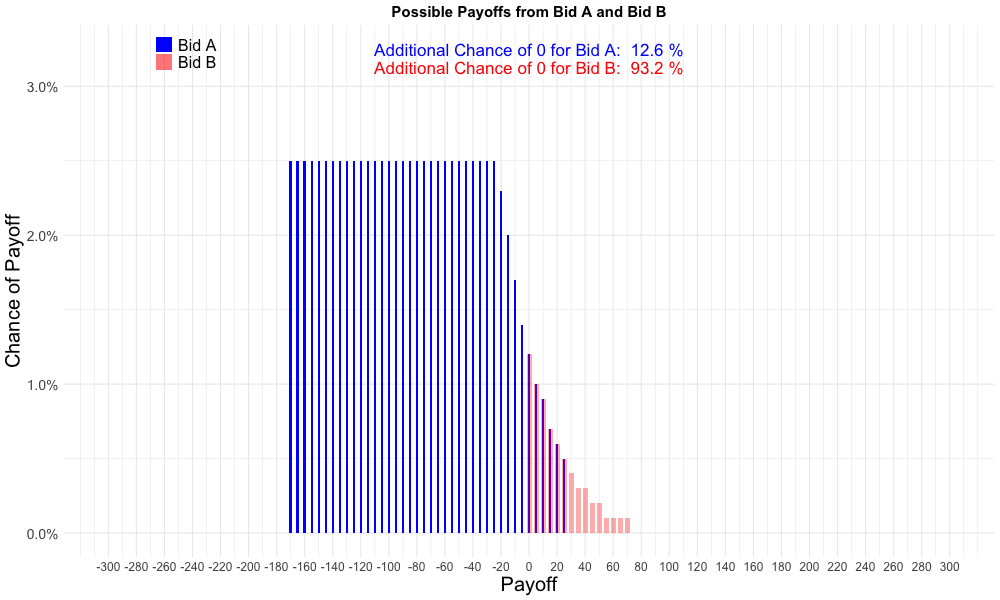 Possible Payoffs from Bid A and Bid B
Bid A
Bid B
Additional Chance of 0 for Bid A:  12.6 %
Additional Chance of 0 for Bid B:  93.2 %
Chance of Payoff
3.0%
2.0%
1.0%
0.0%
-300 -280 -260 -240 -220 -200 -180 -160 -140 -120 -100 -80 -60 -40 -20 0 20 40 60 80 100 120 140 160 180 200 220 240 260 280 300
Payoff